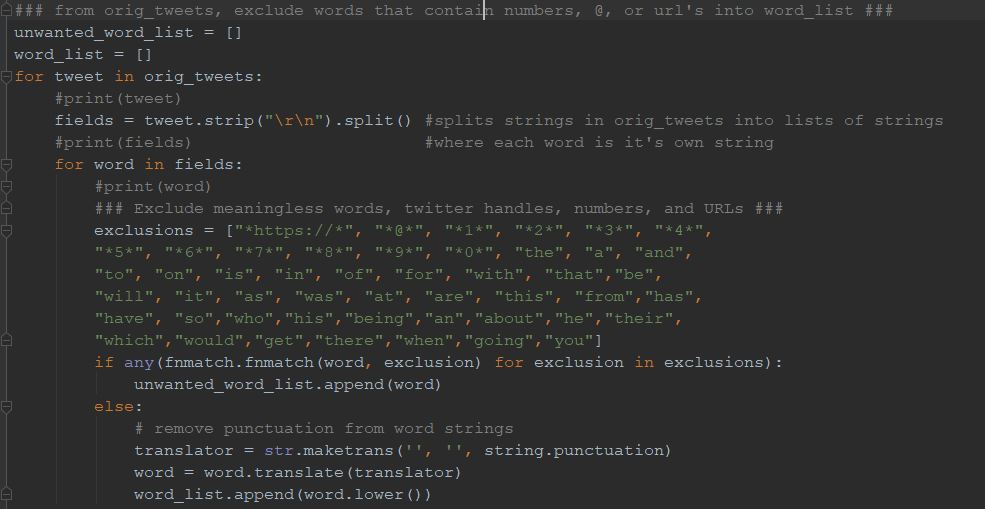 ### from orig_tweets, exclude words that contain numbers, @, or url's into word_list ###
unwanted_word_list = []
word_list = []
for tweet in orig_tweets:
    #print(tweet)
    fields = tweet.strip("\r\n").split() #splits strings in orig_tweets into lists of strings
    #print(fields)                       #where each word is it's own string
    for word in fields:
        #print(word)
        ### Exclude meaningless words, twitter handles, numbers, and URLs ###
        exclusions = ["*https://*", "*@*", "*1*", "*2*", "*3*", "*4*",
        "*5*", "*6*", "*7*", "*8*", "*9*", "*0*", "the", "a", "and",
        "to", "on", "is", "in", "of", "for", "with", "that","be",
        "will", "it", "as", "was", "at", "are", "this", "from","has",
        "have", "so","who","his","being","an","about","he","their",
        "which","would","get","there","when","going","you"]
        if any(fnmatch.fnmatch(word, exclusion) for exclusion in exclusions):
            unwanted_word_list.append(word)
        else:
            # remove punctuation from word strings
            translator = str.maketrans('', '', string.punctuation)
            word = word.translate(translator)
            word_list.append(word.lower())